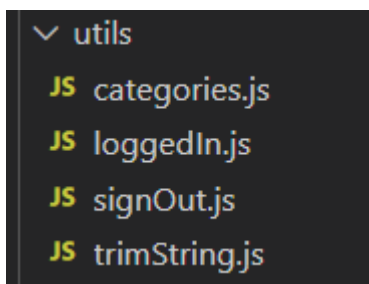 utils
JS categories.js
JS loggedIn.js
JS signOut.js
JS trimString.js